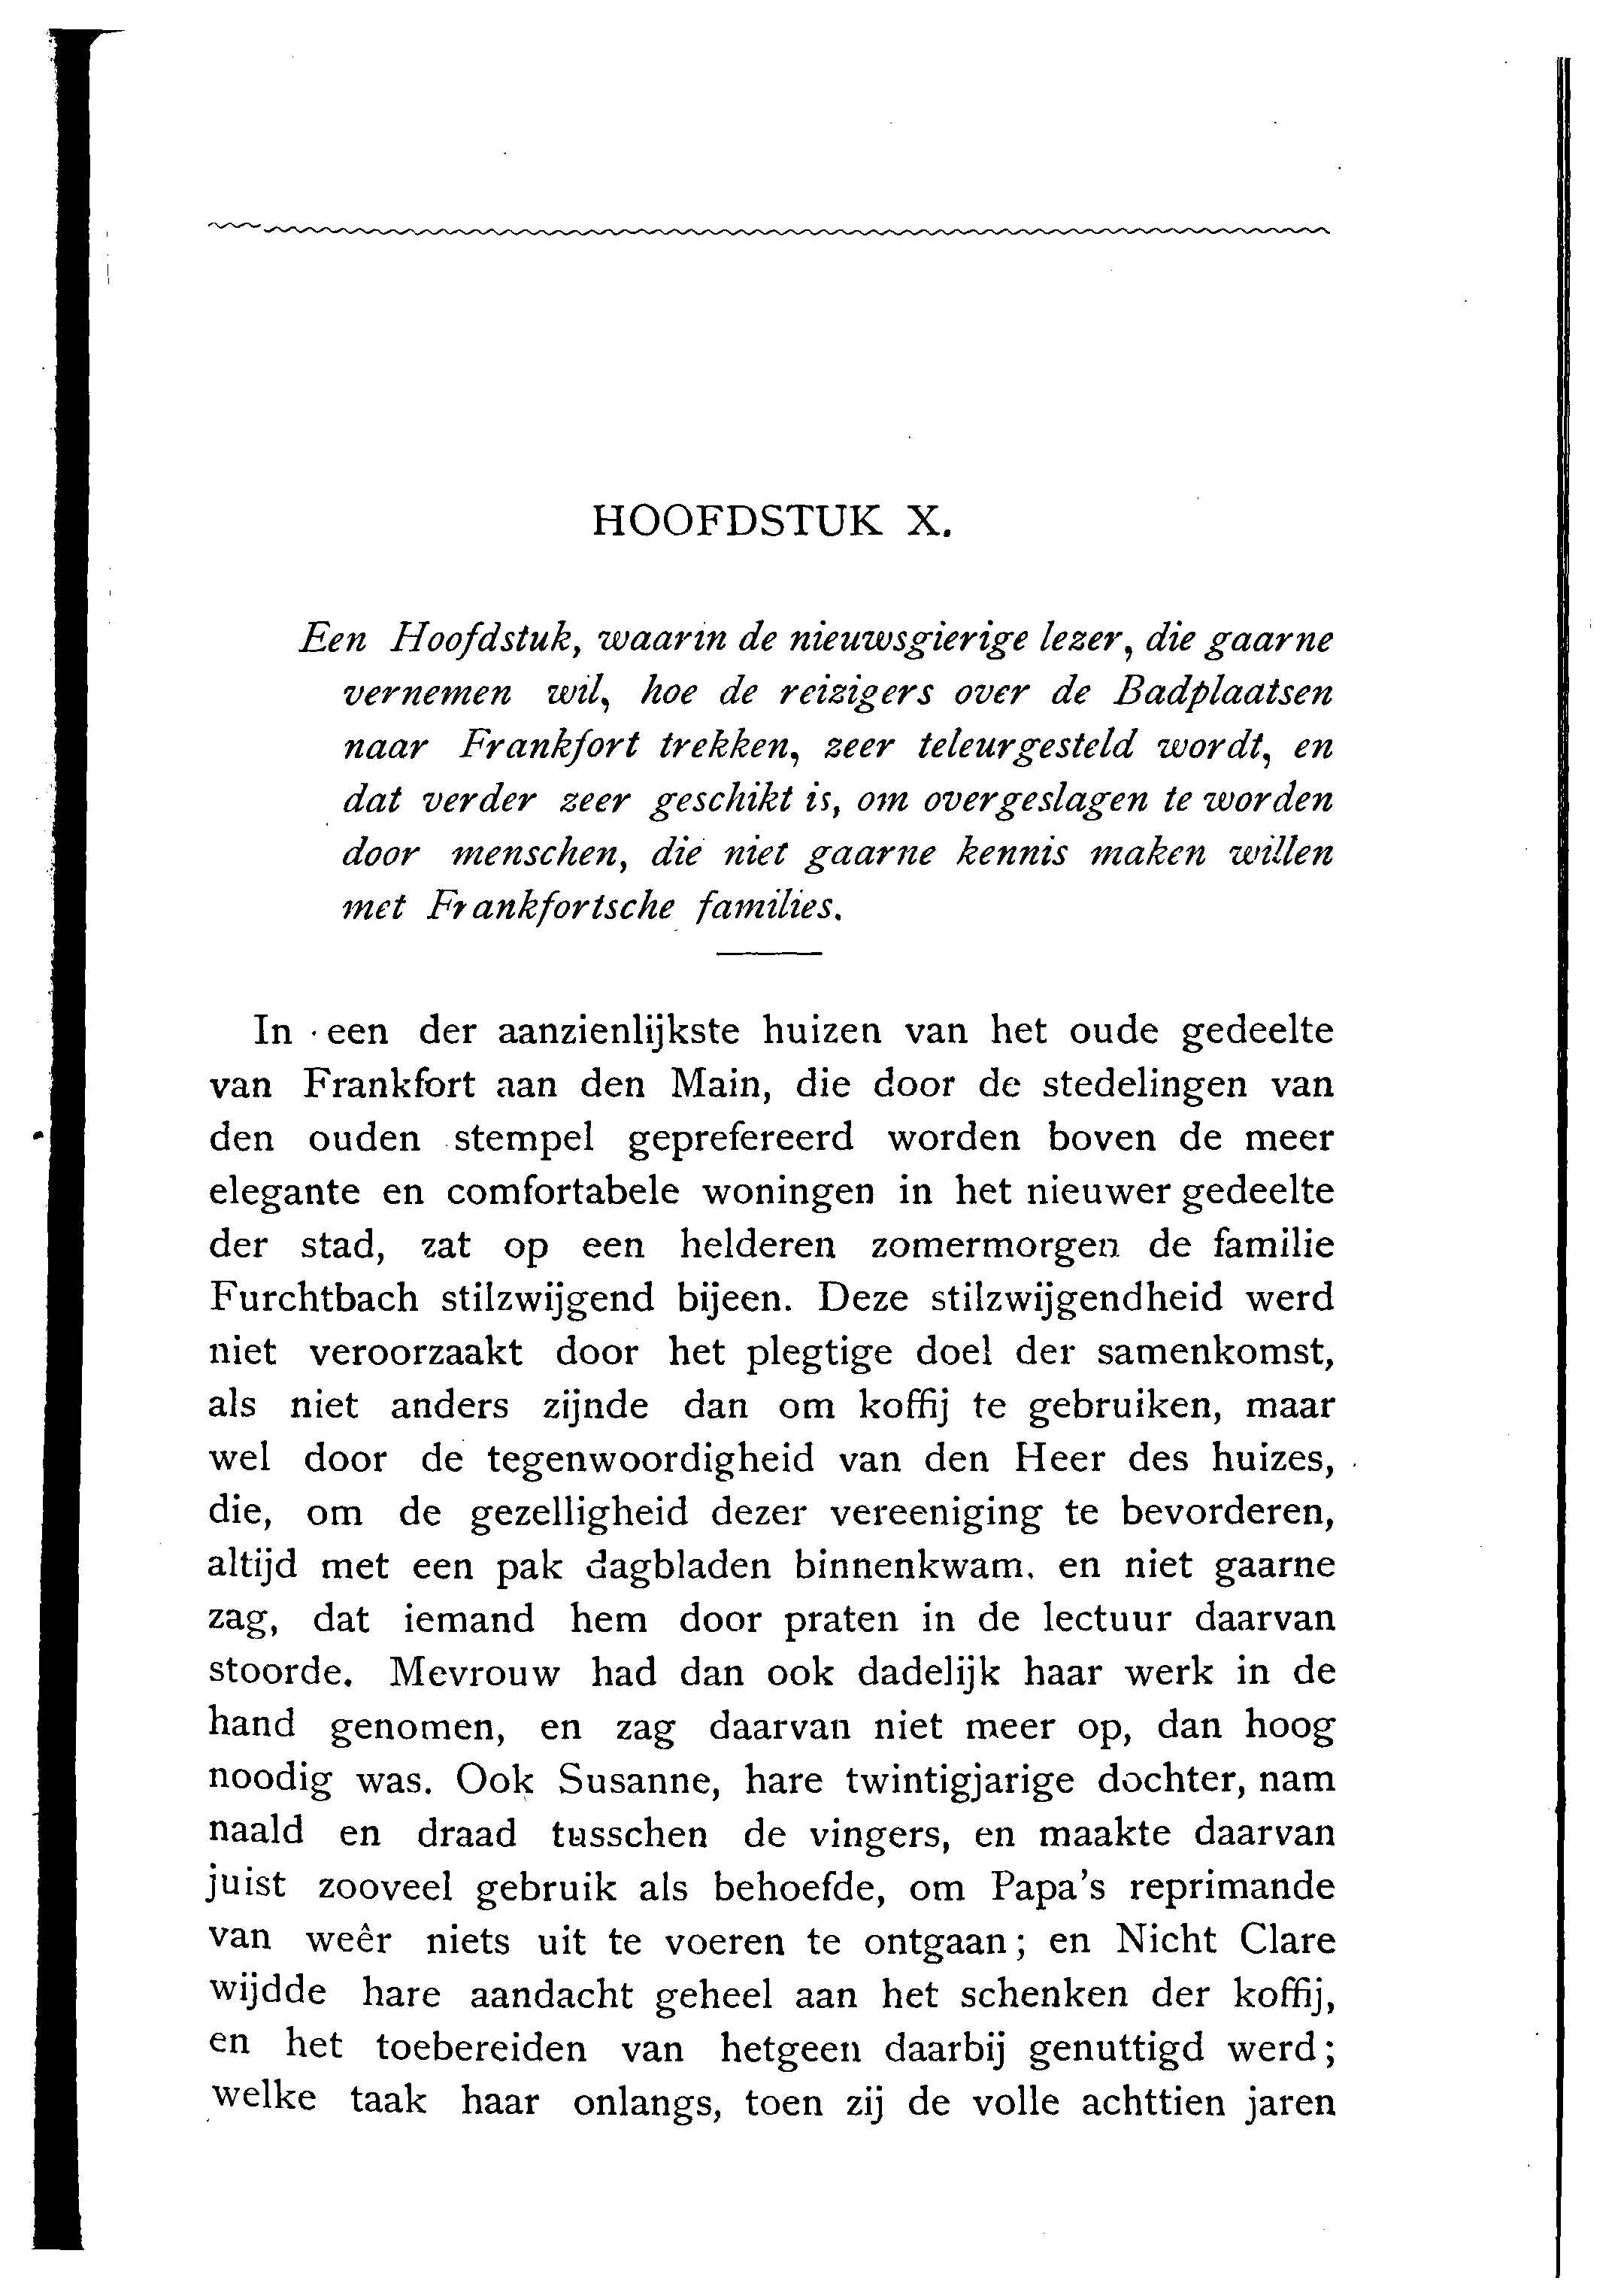 HOOFDSTUK X.
Een Hoofdstuk, waarin de nieuwsgierige lezer, die gaarne
vernemen wil, hoe de reizigers over de Badplaatsen
naar Frankfort trekken, zeer teleurgesteld wordt, en
dat verder zeer geschikt is, om overgeslagen te worden
door menschen, die niet gaarne kennis maken willen
met Frankfortsche families.
In een der aanzienlijkste huizen van het oude gedeelte
van Frankfort aan den Main, die door de stedelingen van
den ouden stempel geprefereerd worden boven de meer
elegante en comfortabele woningen in het nieuwer gedeelte
der stad, zat op een helderen zomermorgen de familie
Furchtbach stilzwijgend bijeen. Deze stilzwijgendheid werd
niet veroorzaakt door het plegtige doel der samenkomst,
als niet anders zijnde dan om koffij te gebruiken, maar
wel door de tegenwoordigheid van den Heer des huizes,
die, om de gezelligheid dezer vereeniging te bevorderen,
altijd met een pak dagbladen binnenkwam. en niet gaarne
zag, dat iemand hem door praten in de lectuur daarvan
stoorde. Mevrouw had dan ook dadelijk haar werk in de
hand genomen, en zag daarvan niet meer op, dan hoog
noodig was. Ook Susanne, hare twintigjarige dochter, nam
naald en draad tusschen de vingers, en maakte daarvan
juist zooveel gebruik als behoefde, om Papa's reprimande
van weêr niets uit te voeren te ontgaan; en Nicht Clare
wijdde hare aandacht geheel aan het schenken der koffij,
en het toebereiden van hetgeen daarbij genuttigd werd;
welke taak haar onlangs, toen zij de volle achttien jaren